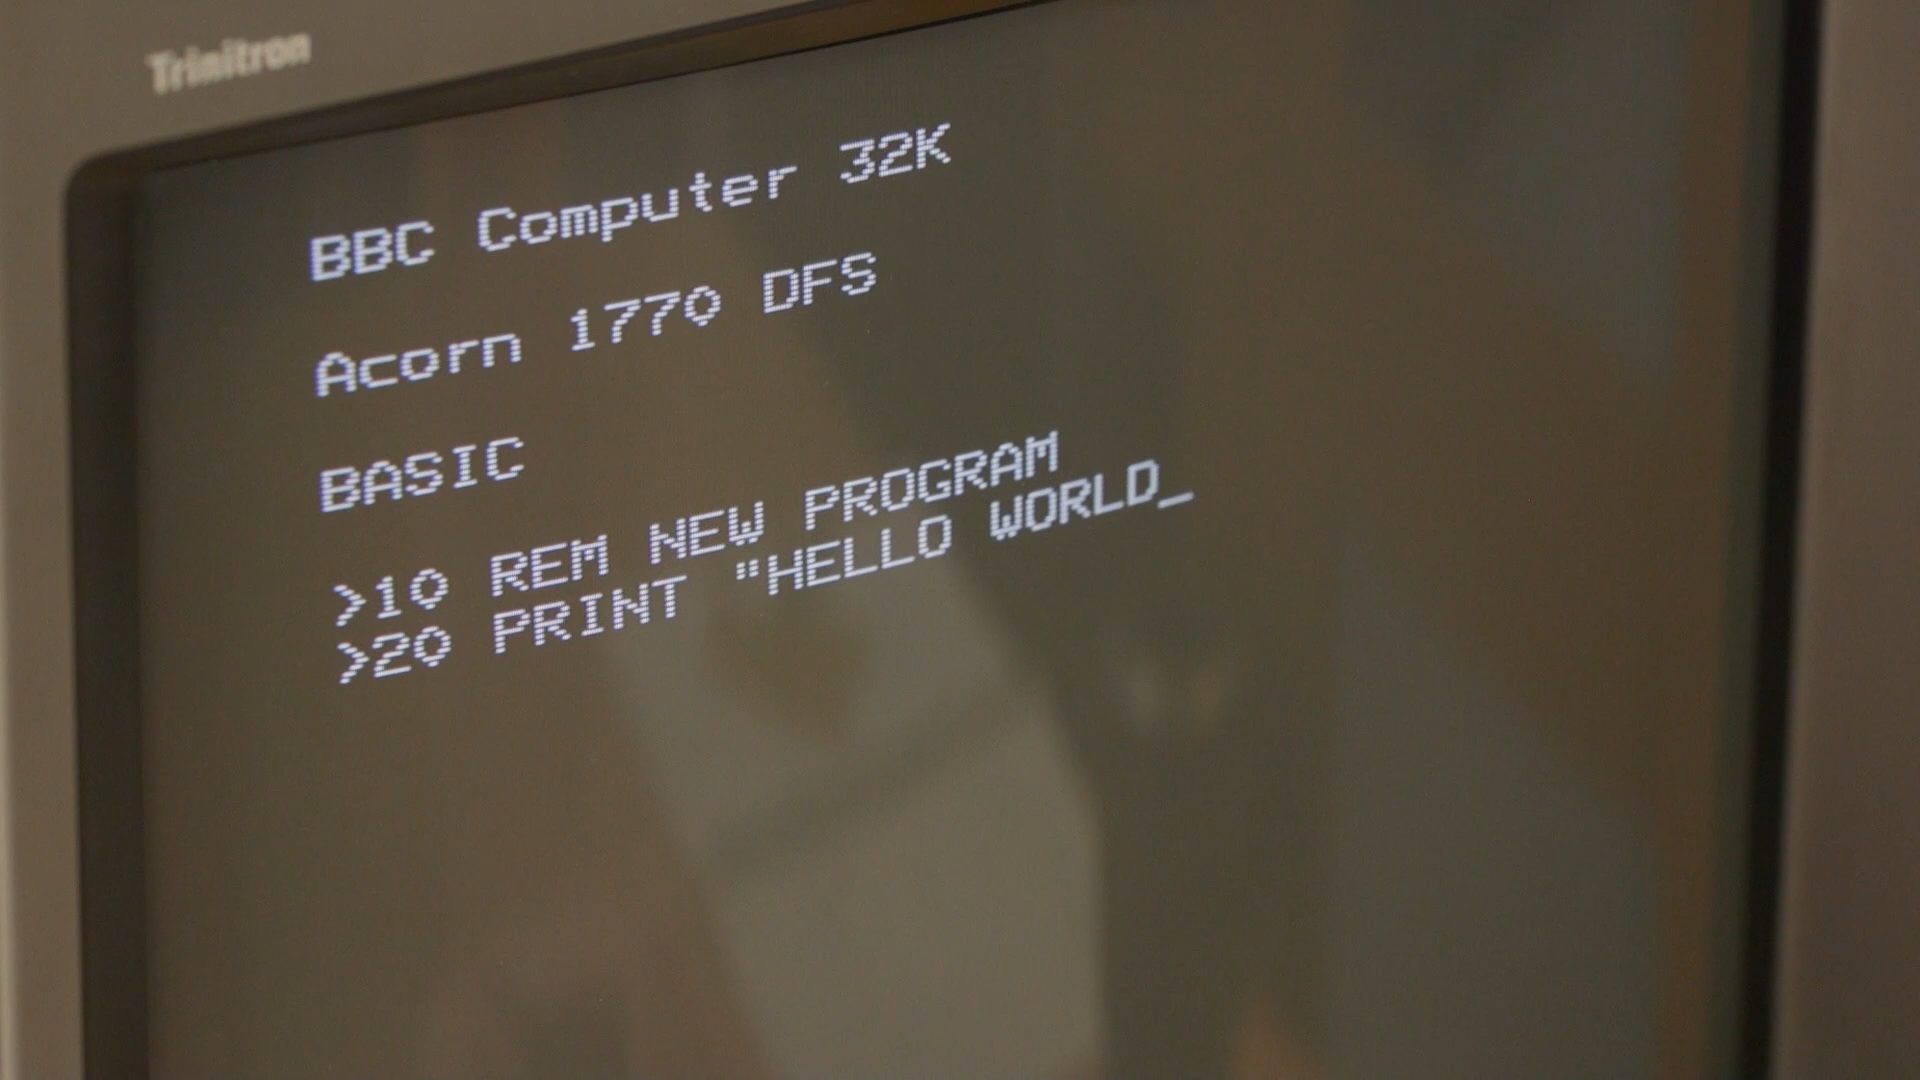 Trinitron
BBC Computer 32K
Acorn 1770 DFS
BASIC
>10 REM NEW PROGRAM
>20 PRINT "HELLO WORLD_